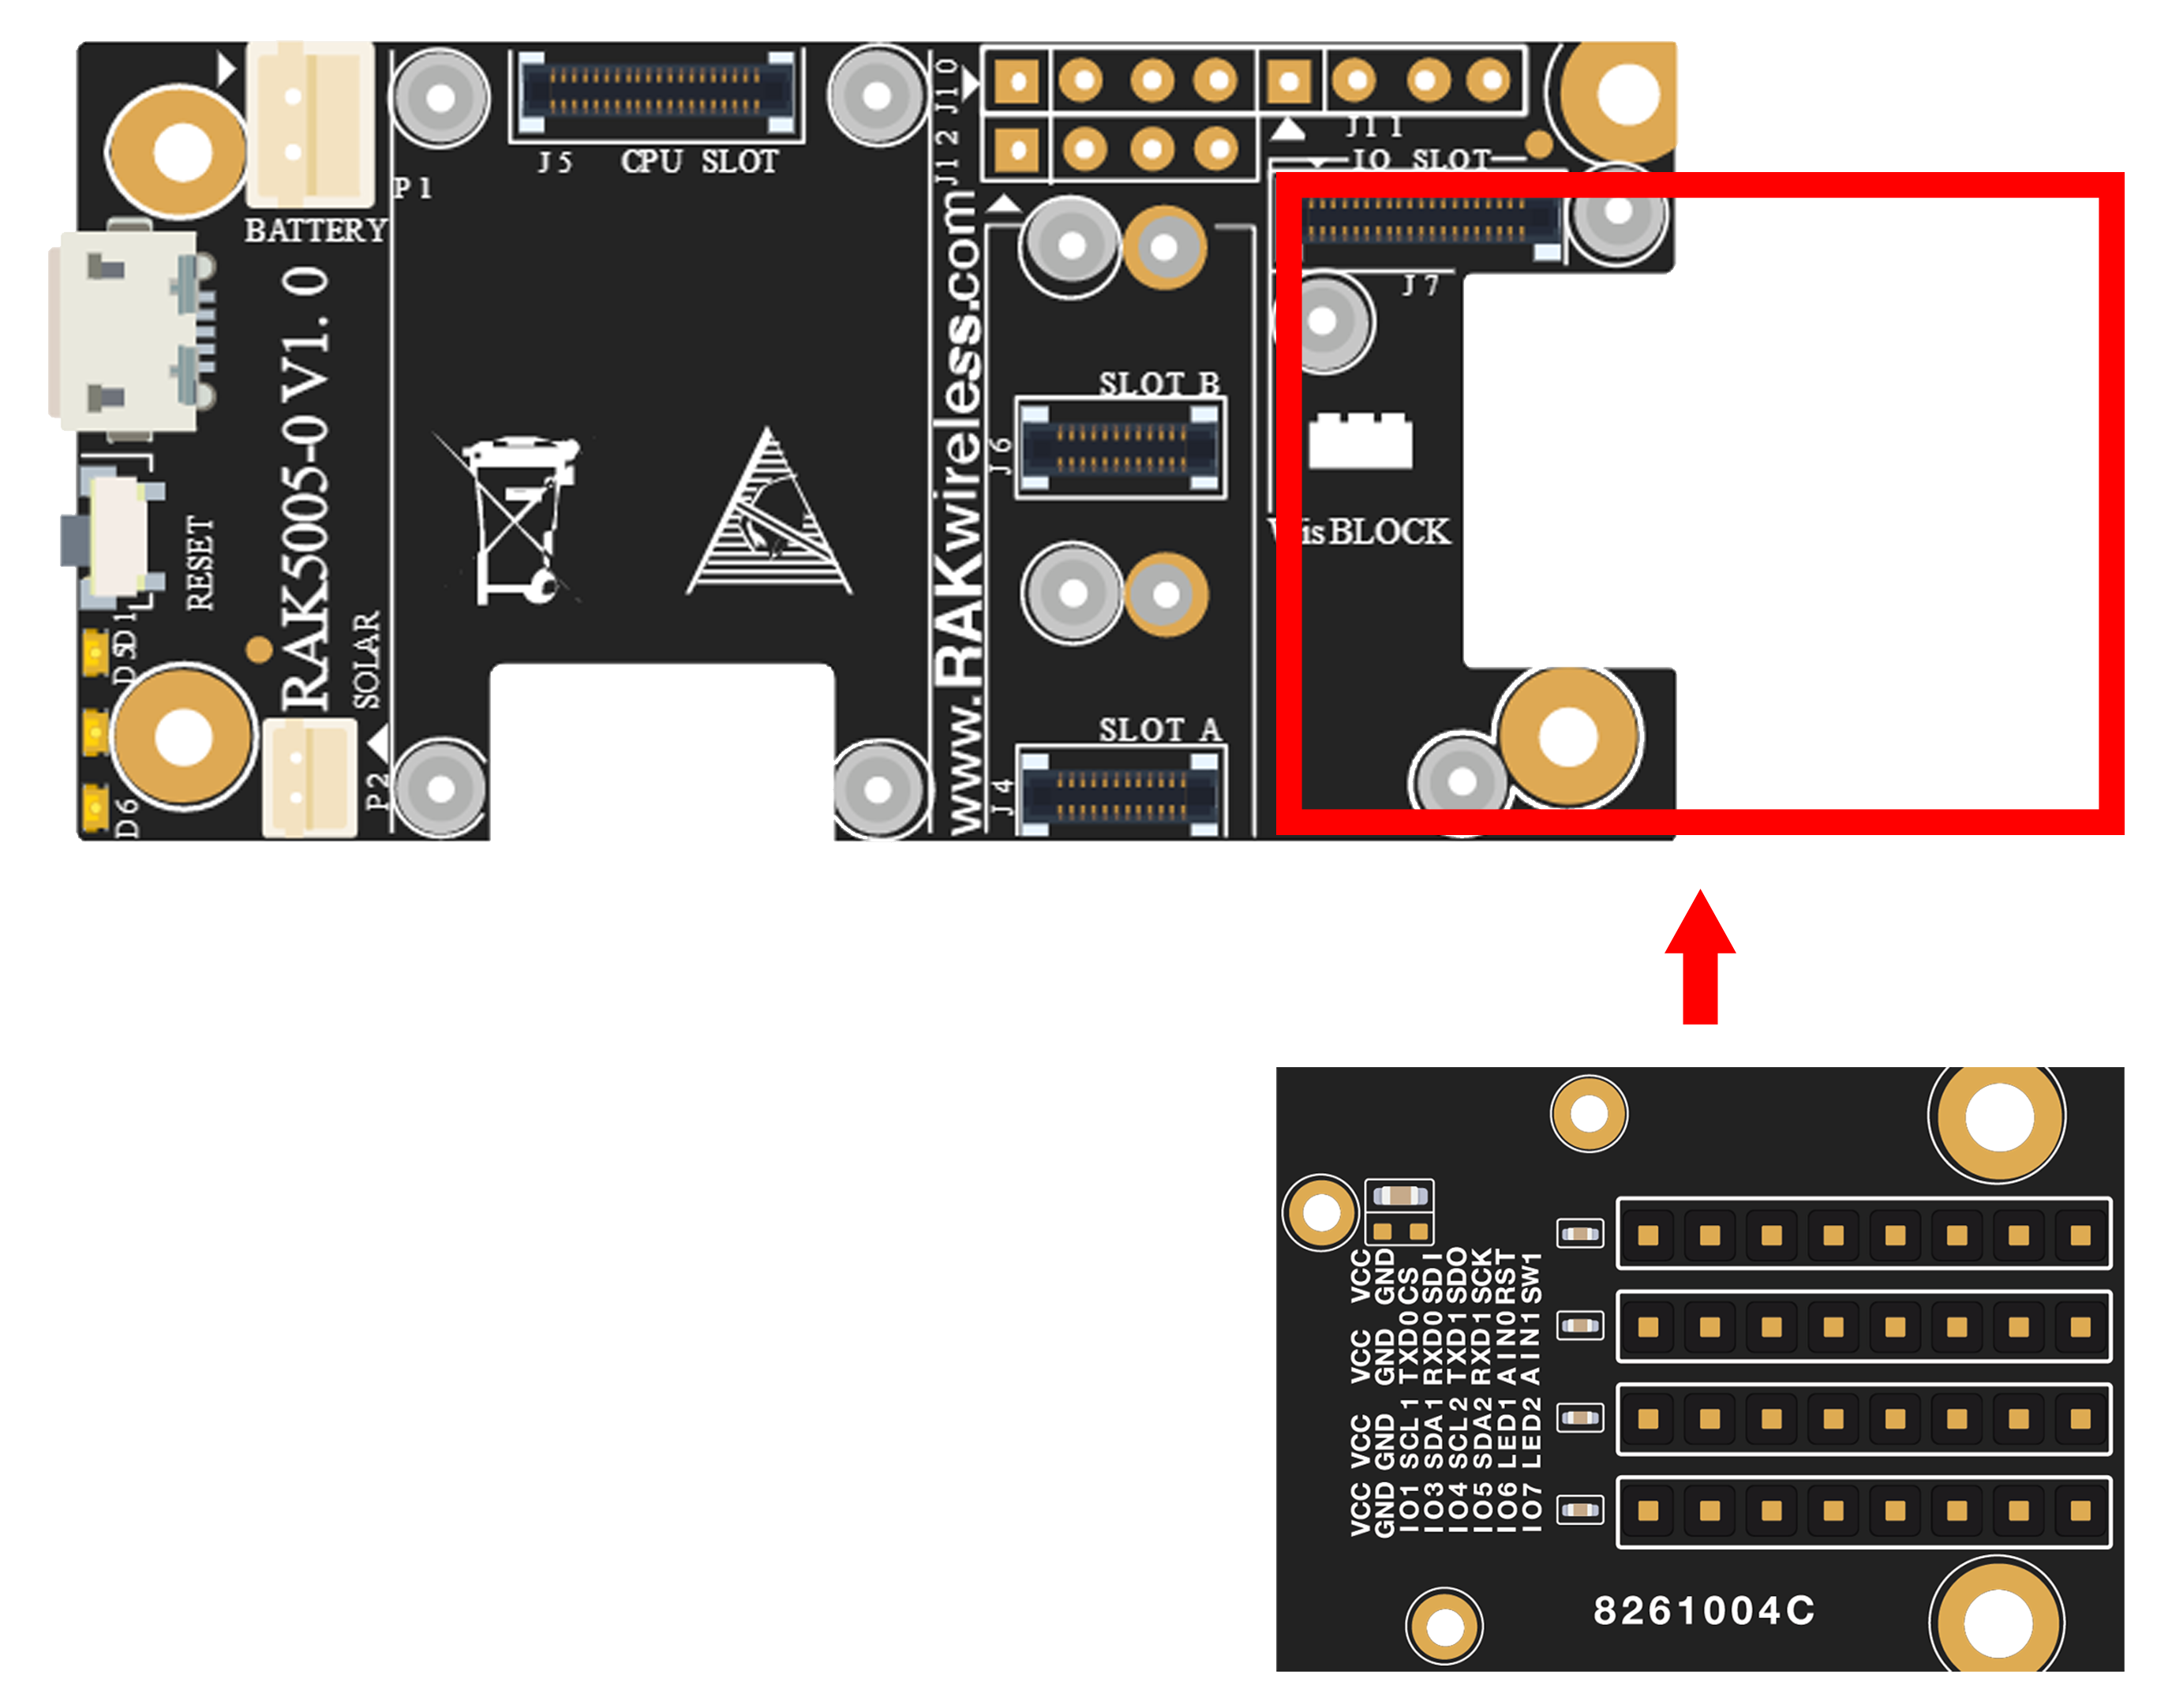 J10
J11
J5 CPU SLOT
J12
IO SLOT
P1
BATTERY
J7
RAK5005-0 V1. 0
www.RAKwireless.com
SLOT B
J6
WisBLOCK
RESET
D1
SOLAR
SLOT A
P2
J4
D6
VCC VCC VCC VCC
GND GND GND GND
IO1 SCL1 TXD0 CS
IO3 SDA1 RXD0 SDI
IO4 SCL2 TXD1 SDO
IO5 SDA2 RXD1 SCK
IO6 LED1 AIN0 RST
IO7 LED2 AIN1 SW1
8261004C